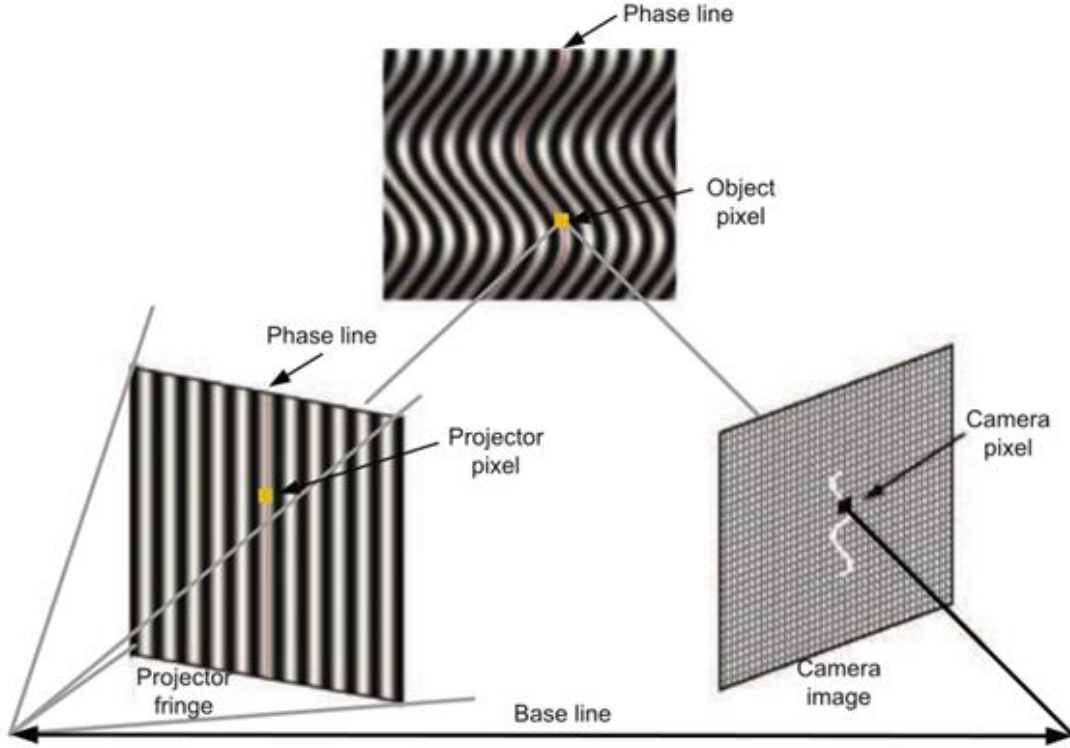 Phase line
Object
pixel
Phase line
Projector
pixel
Camera
pixel
Projector
fringe
Camera
image
Base line